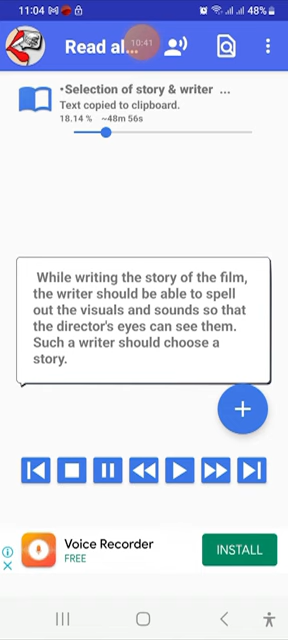 11:04
48%
Read al...
10:41
•Selection of story & writer ...
Text copied to clipboard.
18.14 % ~48m 56s
While writing the story of the film,
the writer should be able to spell
out the visuals and sounds so that
the director's eyes can see them.
Such a writer should choose a
story.
+
Voice Recorder
FREE
INSTALL